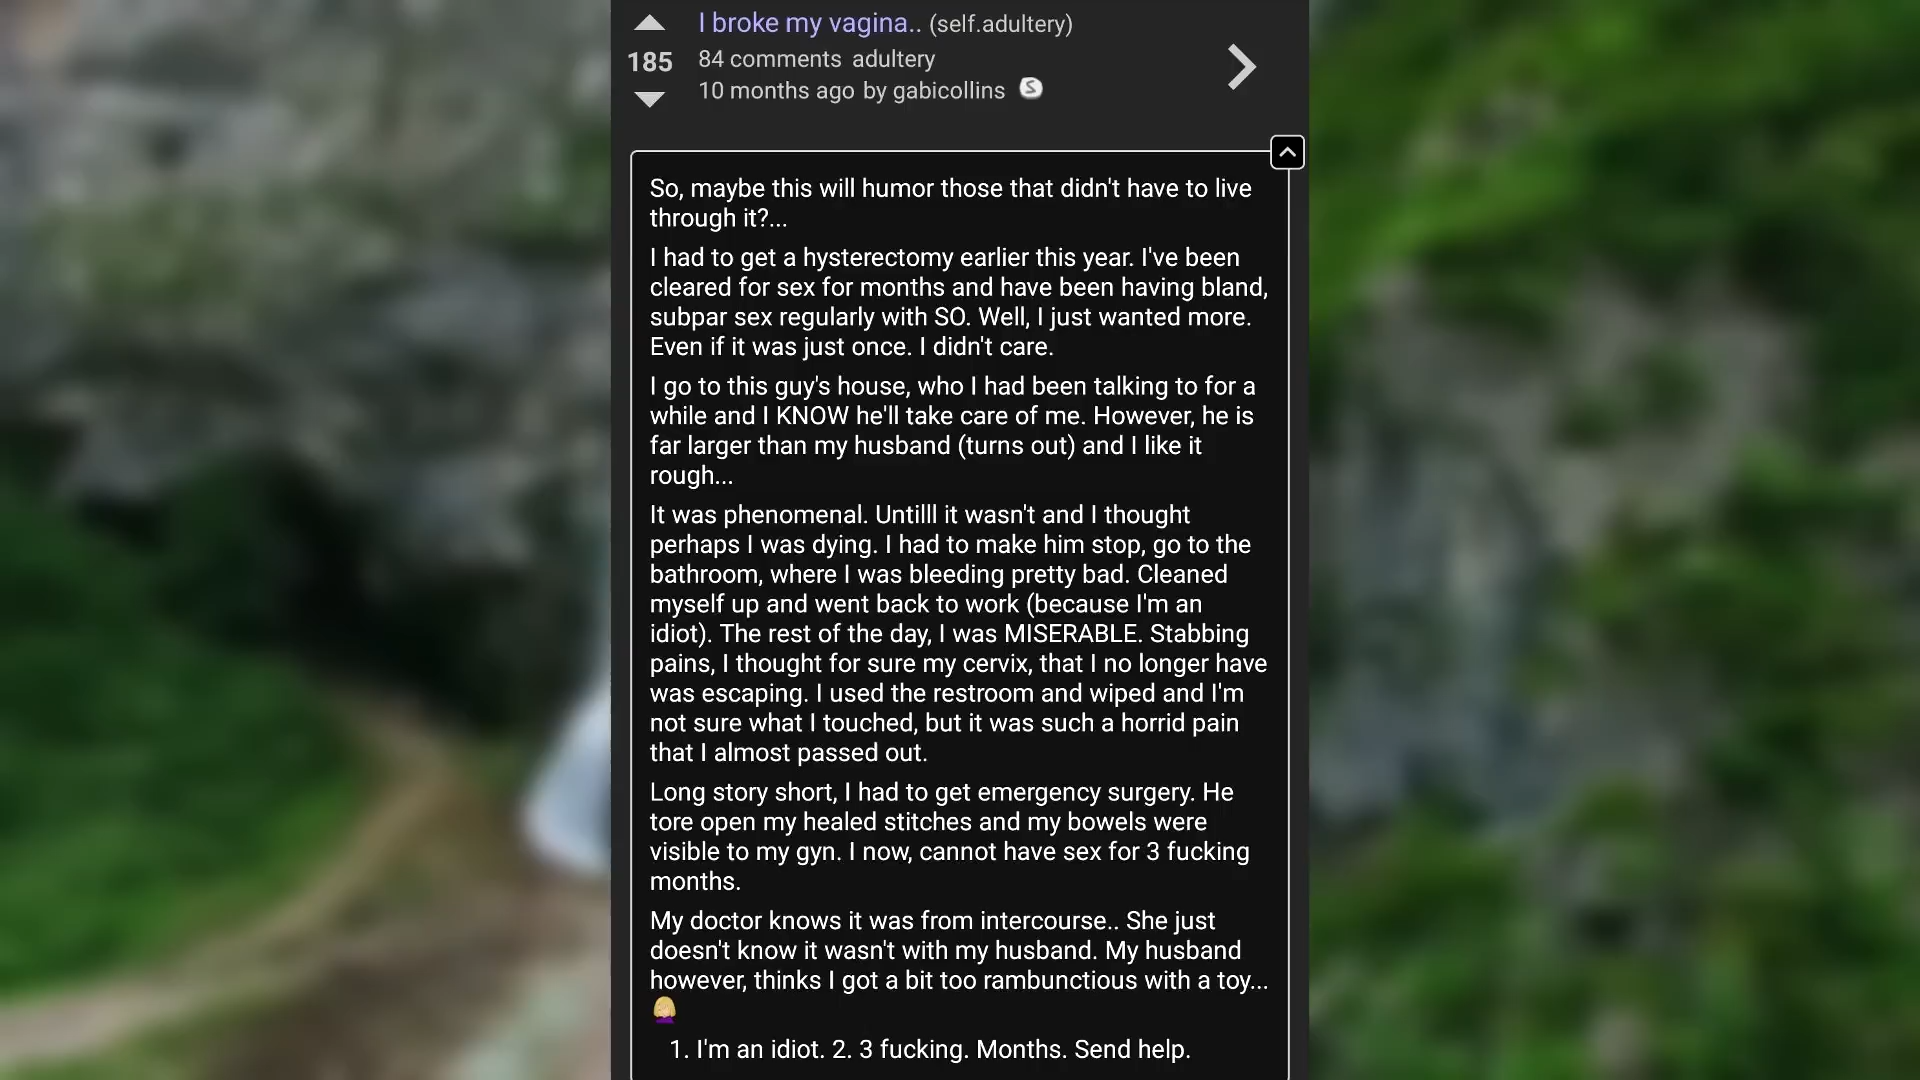 I broke my vagina.. (self.adultery)
185
84 comments adultery
10 months ago by gabicollins
So, maybe this will humor those that didn't have to live
through it?...
I had to get a hysterectomy earlier this year. I've been
cleared for sex for months and have been having bland,
subpar sex regularly with SO. Well, I just wanted more.
Even if it was just once. I didn't care.
I go to this guy's house, who I had been talking to for a
while and I KNOW he'll take care of me. However, he is
far larger than my husband (turns out) and I like it
rough...
It was phenomenal. Untilll it wasn't and I thought
perhaps I was dying. I had to make him stop, go to the
bathroom, where I was bleeding pretty bad. Cleaned
myself up and went back to work (because I'm an
idiot). The rest of the day, I was MISERABLE. Stabbing
pains, I thought for sure my cervix, that I no longer have
was escaping. I used the restroom and wiped and I'm
not sure what I touched, but it was such a horrid pain
that I almost passed out.
Long story short, I had to get emergency surgery. He
tore open my healed stitches and my bowels were
visible to my gyn. I now, cannot have sex for 3 fucking
months.
My doctor knows it was from intercourse.. She just
doesn't know it wasn't with my husband. My husband
however, thinks I got a bit too rambunctious with a toy...
1. I'm an idiot. 2. 3 fucking. Months. Send help.